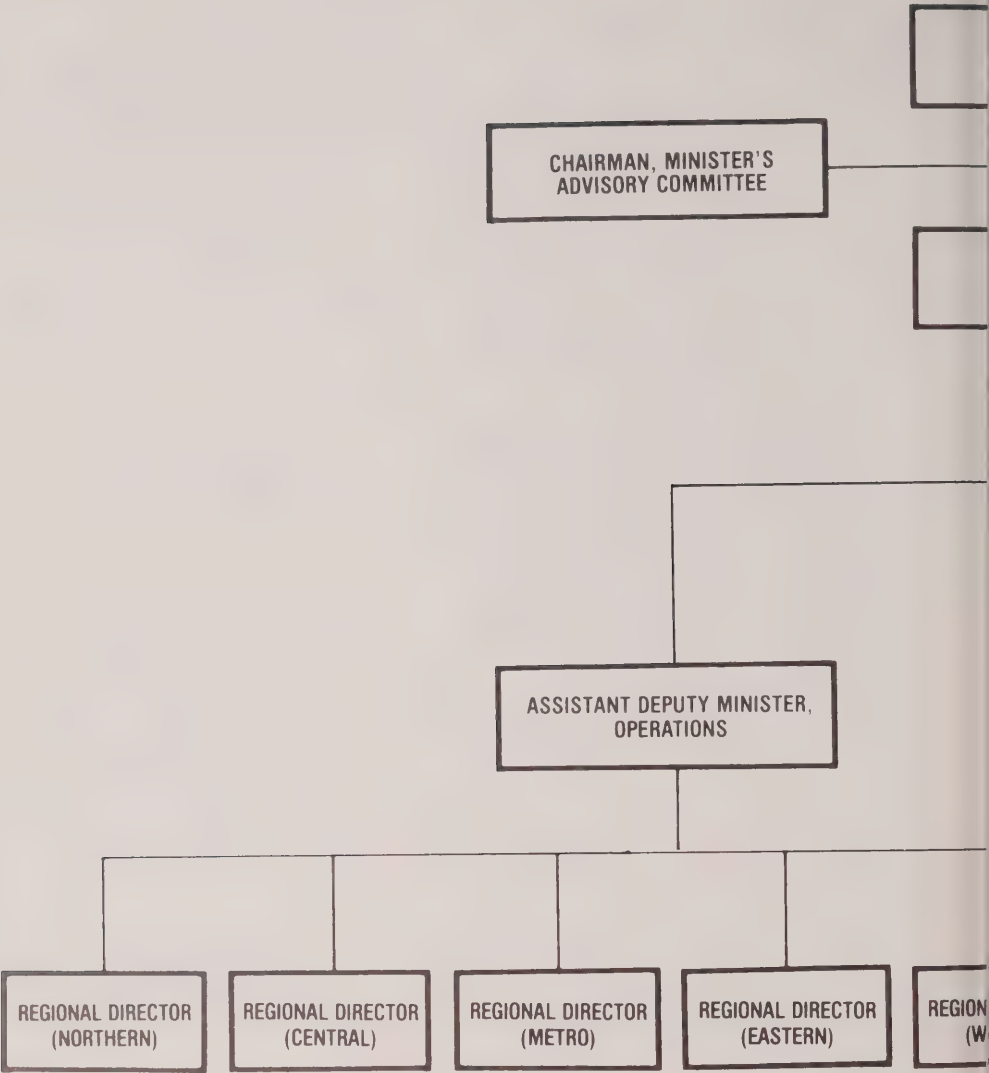 CHAIRMAN, MINISTER'S
ADVISORY COMMITTEE
ASSISTANT DEPUTY MINISTER,
OPERATIONS
REGIONAL DIRECTOR
(NORTHERN)
REGIONAL DIRECTOR
(CENTRAL)
REGIONAL DIRECTOR
(METRO)
REGIONAL DIRECTOR
(EASTERN)